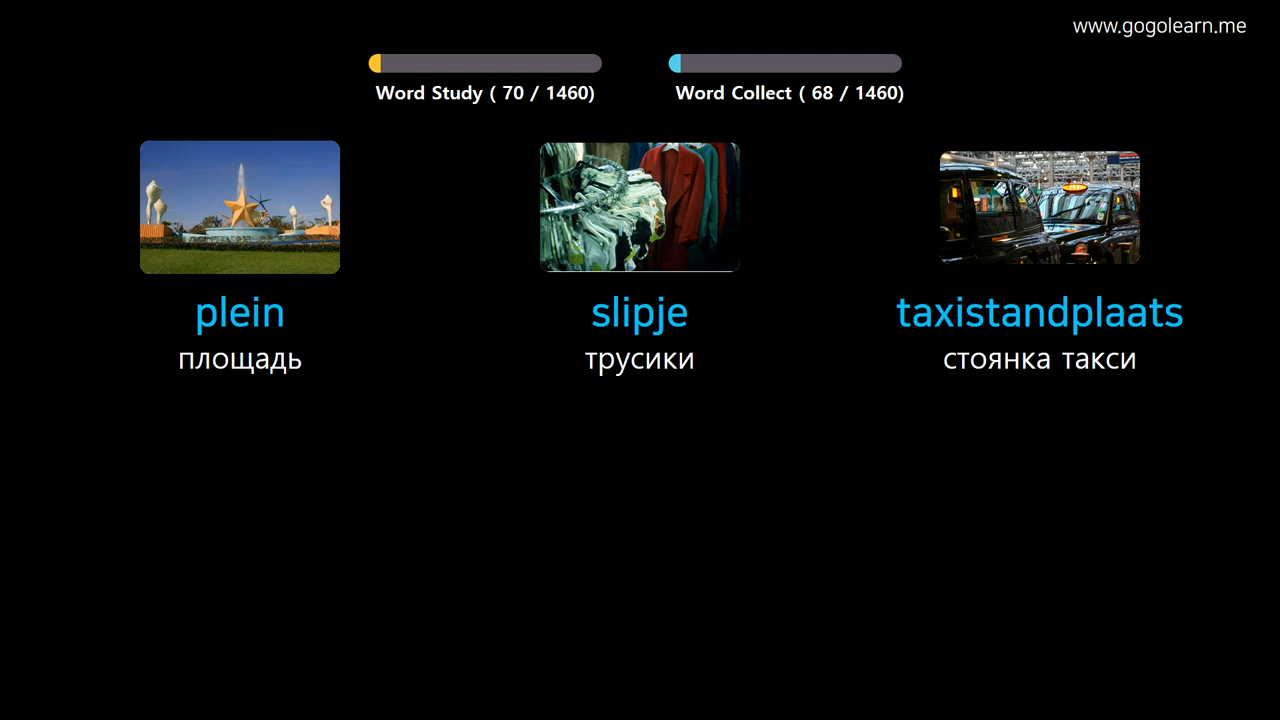 www.gogolearn.me
Word Study ( 70 / 1460)
Word Collect ( 68 / 1460)
plein
площадь
slipje
трусики
taxistandplaats
стоянка такси